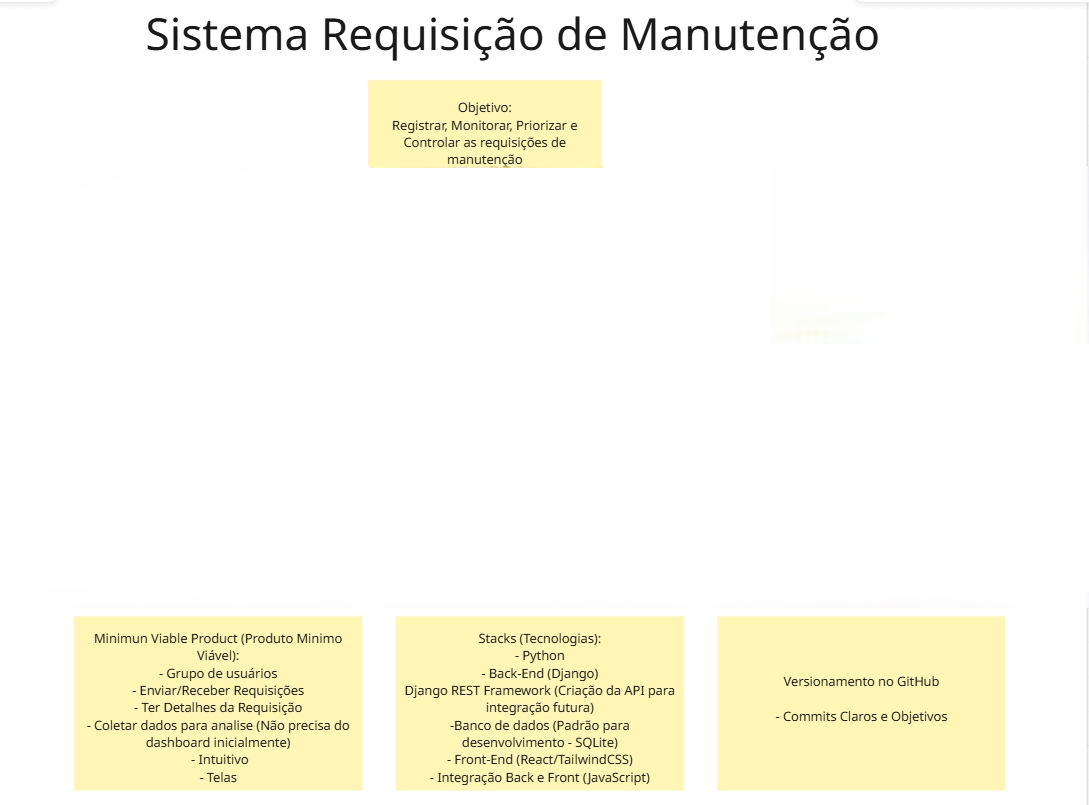 Sistema Requisição de Manutenção
Objetivo:
Registrar, Monitorar, Priorizar e
Controlar as requisições de
manutenção
Minimun Viable Product (Produto Minimo
Viável):
- Grupo de usuários
- Enviar/Receber Requisições
- Ter Detalhes da Requisição
- Coletar dados para analise (Não precisa do
dashboard inicialmente)
- Intuitivo
- Telas
Stacks (Tecnologias):
- Python
- Back-End (Django)
Django REST Framework (Criação da API para
integração futura)
-Banco de dados (Padrão para
desenvolvimento - SQLite)
- Front-End (React/TailwindCSS)
- Integração Back e Front (JavaScript)
Versionamento no GitHub
- Commits Claros e Objetivos